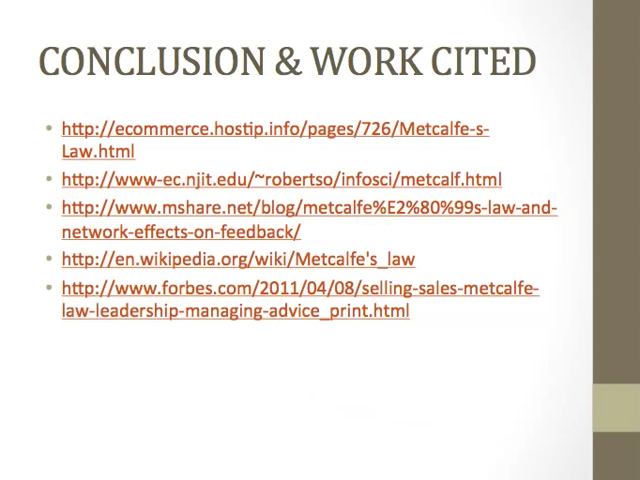 CONCLUSION & WORK CITED
• http://ecommerce.hostip.info/pages/726/Metcalfe-s-
Law.html
• http://www-ec.njit.edu/~robertso/infosci/metcalf.html
• http://www.mshare.net/blog/metcalfe%E2%80%99s-law-and-
network-effects-on-feedback/
• http://en.wikipedia.org/wiki/Metcalfe's_law
• http://www.forbes.com/2011/04/08/selling-sales-metcalfe-
law-leadership-managing-advice_print.html